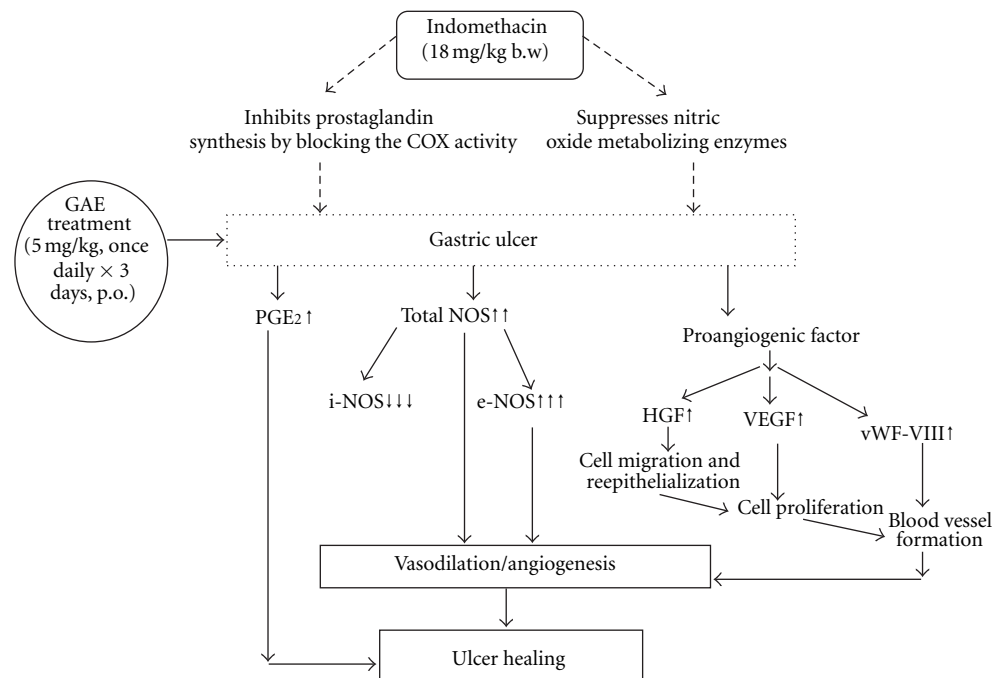 Indomethacin
(18 mg/kg b.w)
Inhibits prostaglandin
synthesis by blocking the COX activity
Suppresses nitric
oxide metabolizing enzymes
GAE
treatment
(5 mg/kg, once
daily × 3
days, p.o.)
Gastric ulcer
PGE2↑
Total NOS↑↑
Proangiogenic factor
i-NOS↓↓↓
e-NOS↑↑↑
HGF↑
VEGF↑
vWF-VIII↑
Cell migration and
reepithelialization
Cell proliferation
Blood vessel
formation
Vasodilation/angiogenesis
Ulcer healing